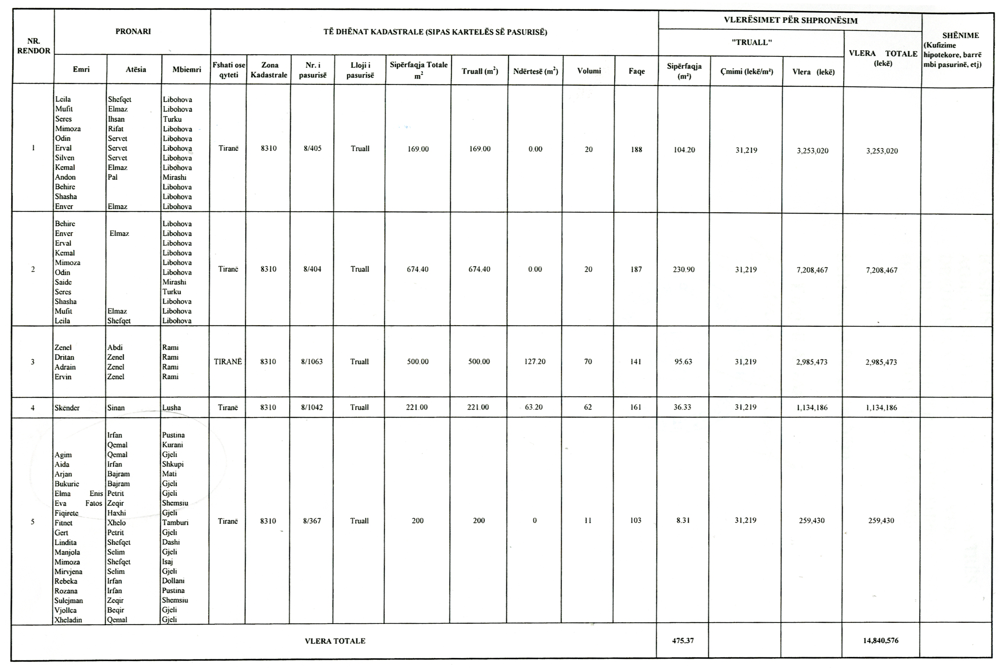 VLERËSIMET PËR SHPRONËSIM
PRONARI
TË DHËNAT KADASTRALE (SIPAS KARTELËS SË PASURISË)
NR.
RENDOR
"TRUALL"
VLERA TOTALE
(lekë)
SHËNIME
(Kufizime
hipotekore, barrë
mbi pasurinë, etj)
Emri Atësia Mbiemri
Fshati ose
qyteti
Zona
Kadastrale
Nr. i
pasurisë
Lloji i
pasurisë
Sipërfaqja Totale
m²
Truall (m²)
Ndërtesë (m²)
Volumi
Faqe
Sipërfaqja
(m²)
Çmimi (lekë/m²)
Vlera (lekë)
Leila Shefqet Libohova
Mufit Elmaz Libohova
Seres Ihsan Turku
Mimoza Rifat Libohova
Odin Servet Libohova
1 Erval Servet Libohova Tiranë 8310 8/405 Truall 169.00 169.00 0.00 20 188 104.20 31,219 3,253,020 3,253,020
Silven Servet Libohova
Kemal Elmaz Libohova
Andon Pal Mirashi
Behire Libohova
Shasha Libohova
Enver Elmaz Libohova
Behire Libohova
Enver Elmaz Libohova
Erval Libohova
Kemal Libohova
Mimoza Libohova
2 Odin Libohova Tiranë 8310 8/404 Truall 674.40 674.40 0.00 20 187 230.90 31,219 7,208,467 7,208,467
Saide Mirashi
Seres Turku
Shasha Libohova
Mufit Elmaz Libohova
Leila Shefqet Libohova
Zenel Abdi Rami
Dritan Zenel Rami
3 TIRANË 8310 8/1063 Truall 500.00 500.00 127.20 70 141 95.63 31,219 2,985,473 2,985,473
Adrain Zenel Rami
Ervin Zenel Rami
4 Skënder Sinan Lusha Tiranë 8310 8/1042 Truall 221.00 221.00 63.20 62 161 36.33 31,219 1,134,186 1,134,186
Irfan Pustina
Qemal Kurani
Agim Qemal Gjeli
Aida Irfan Shkupi
Arjan Bajram Mati
Bukurie Bajram Gjeli
Elma Enis Petrit Gjeli
Eva Fatos Zeqir Shemsiu
Fiqirete Haxhi Gjeli
5 Fitnet Xhelo Tamburi Tiranë 8310 8/367 Truall 200 200 0 11 103 8.31 31,219 259,430 259,430
Gert Petrit Gjeli
Lindita Shefqet Dashi
Manjola Selim Gjeli
Mimoza Shefqet Isaj
Mirvjena Selim Gjeli
Rebeka Irfan Dollani
Rozana Irfan Pustina
Sulejman Zeqir Shemsiu
Vjollca Beqir Gjeli
Xheladin Qemal Gjeli
VLERA TOTALE 475.37 14,840,576